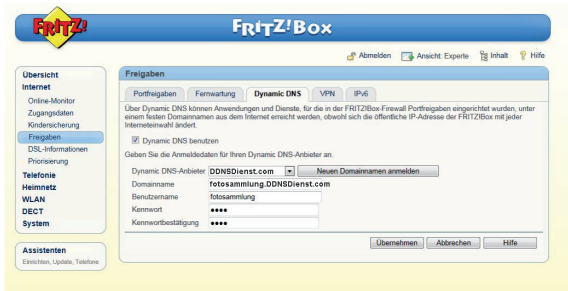 FRITZ!
FRITZ!Box
Abmelden Ansicht: Experte Inhalt Hilfe
Übersicht
Internet
Online-Monitor
Zugangsdaten
Kindersicherung
Freigaben
DSL-Informationen
Priorisierung
Telefonie
Heimnetz
WLAN
DECT
System
Assistenten
Einrichten, Update, Telefone
Freigaben
Portfreigaben Fernwartung Dynamic DNS VPN IPv6
Über Dynamic DNS können Anwendungen und Dienste, für die in der FRITZ!Box-Firewall Portfreigaben eingerichtet wurden, unter
einem festen Domainnamen aus dem Internet erreicht werden, obwohl sich die öffentliche IP-Adresse der FRITZ!Box mit jeder
Interneteinwahl ändert.
Dynamic DNS benutzen
Geben Sie die Anmeldedaten für Ihren Dynamic DNS-Anbieter an.
Dynamic DNS-Anbieter DDNSDienst.com Neuen Domainnamen anmelden
Domainname fotosammlung.DDNSDienst.com
Benutzername fotosammlung
Kennwort ●●●●
Kennwortbestätigung ●●●●
Übernehmen Abbrechen Hilfe